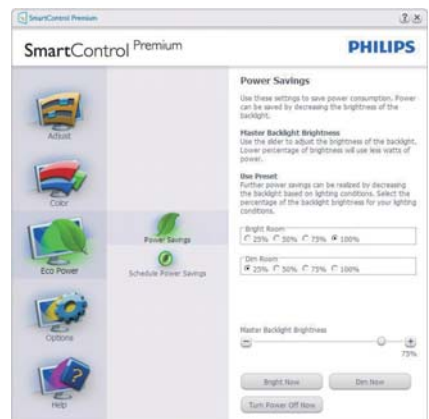 SmartControl Premium
SmartControl Premium
PHILIPS
Adjust
Color
Eco Power
Options
Help
Power Savings
Schedule Power Savings
Power Savings
Use these settings to save power consumption. Power
can be saved by decreasing the brightness of the
backlight.
Master Backlight Brightness
Use the slider to adjust the brightness of the backlight.
Lower percentage of brightness will use less watts of
power.
Use Preset
Further power savings can be realized by decreasing
the backlight based on lighting conditions. Select the
percentage of the backlight brightness for your lighting
conditions.
Bright Room
25% 50% 75% 100%
Dim Room
25% 50% 75% 100%
Master Backlight Brightness
75%
Bright Now
Dim Now
Turn Power Off Now